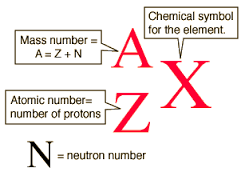 Chemical symbol
for the element.
Mass number =
A = Z + N
A
X
Atomic number=
number of protons
Z
N = neutron number